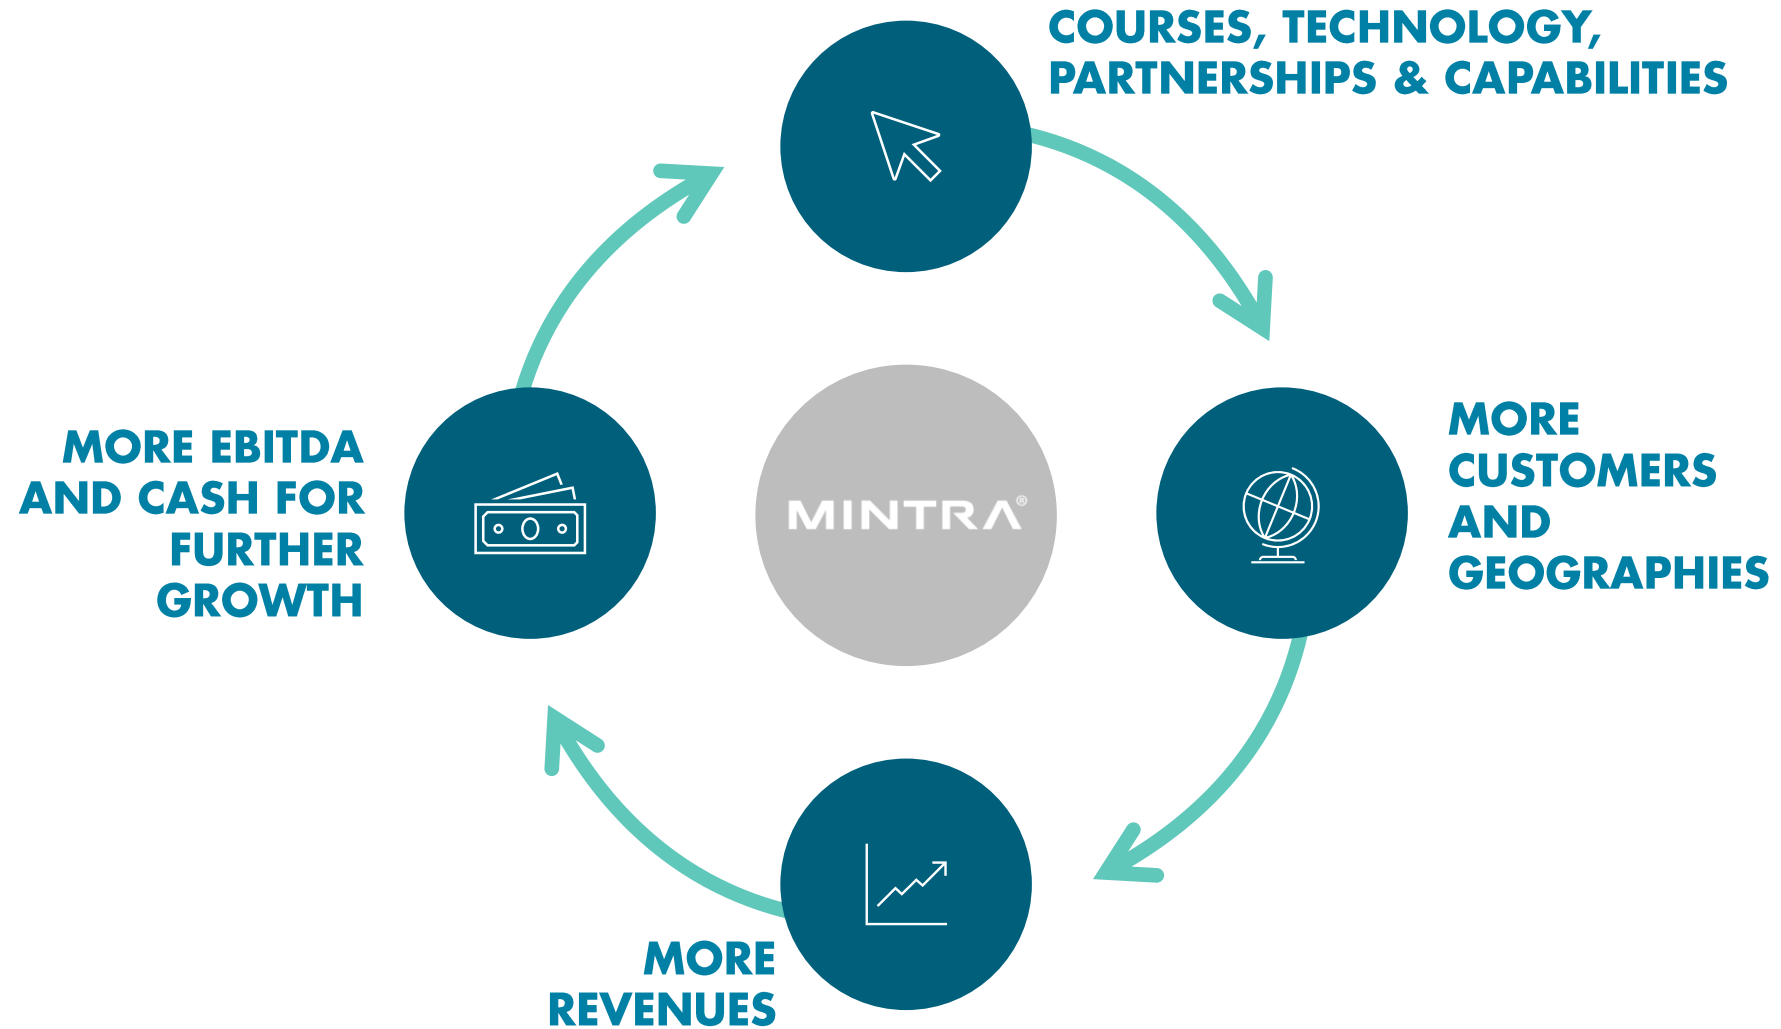 COURSES, TECHNOLOGY,
PARTNERSHIPS & CAPABILITIES
MORE
CUSTOMERS
AND
GEOGRAPHIES
MORE
REVENUES
MORE EBITDA
AND CASH FOR
FURTHER
GROWTH
MINTRA®